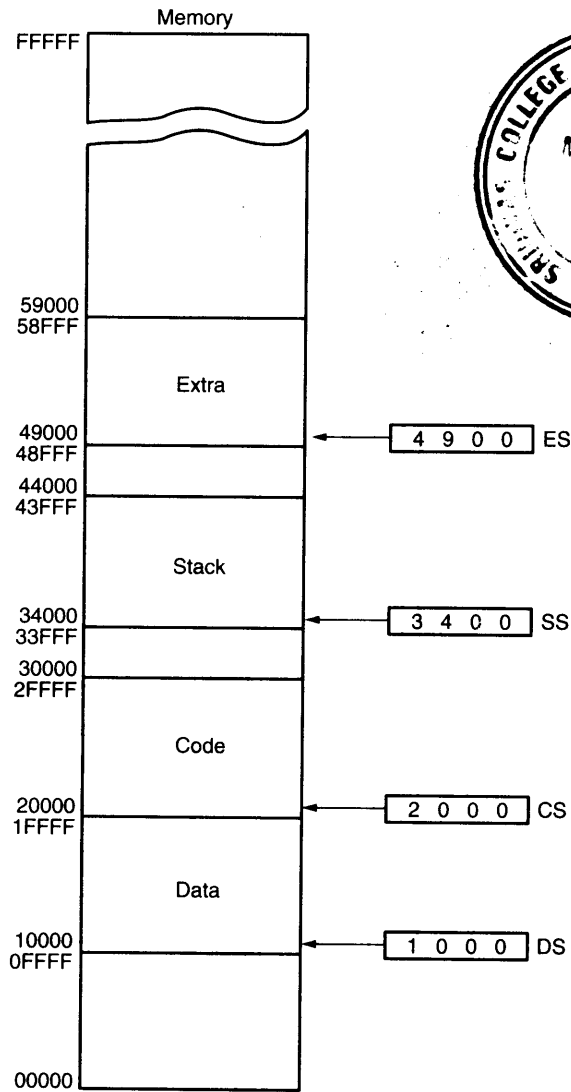 Memory
FFFFF
COLLEGE
59000
58FFF
Extra
49000
48FFF
4 9 0 0 ES
44000
43FFF
Stack
34000
33FFF
3 4 0 0 SS
30000
2FFFF
Code
20000
1FFFF
2 0 0 0 CS
Data
10000
0FFFF
1 0 0 0 DS
00000